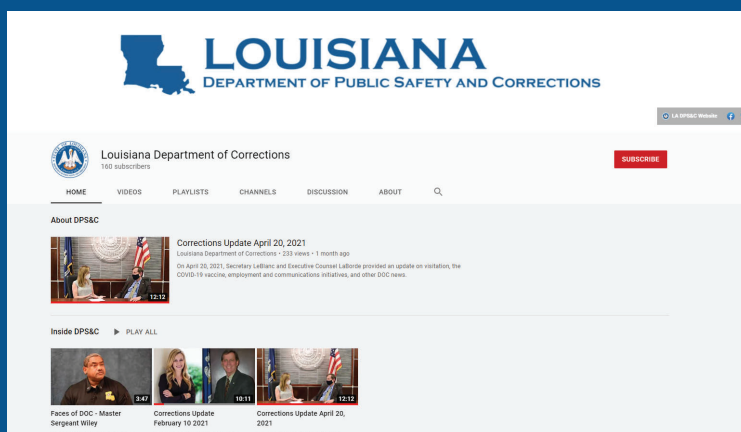 LOUISIANA
DEPARTMENT OF PUBLIC SAFETY AND CORRECTIONS
LA DPS&C Website
Louisiana Department of Corrections
160 subscribers
SUBSCRIBE
HOME VIDEOS PLAYLISTS CHANNELS DISCUSSION ABOUT
About DPS&C
Corrections Update April 20, 2021
Louisiana Department of Corrections • 233 views • 1 month ago
On April 20, 2021, Secretary LeBlanc and Executive Counsel LaBorde provided an update on visitation, the
COVID-19 vaccine, employment and communications initiatives, and other DOC news.
12:12
Inside DPS&C PLAY ALL
3:47 10:11 12:12
Faces of DOC - Master
Sergeant Wiley
Corrections Update
February 10 2021
Corrections Update April 20,
2021